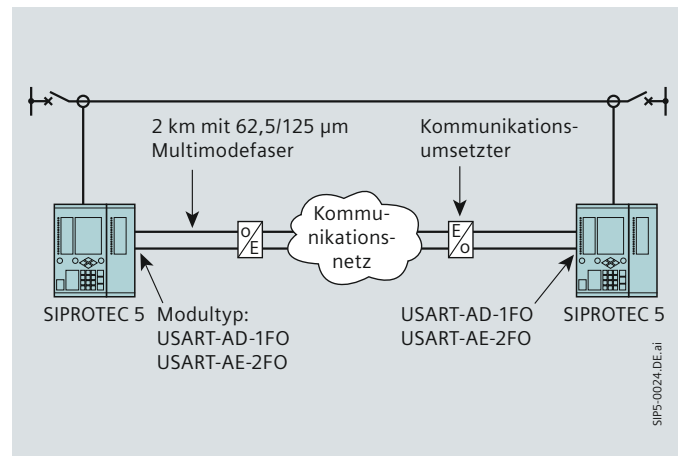 2 km mit 62,5/125 µm
Multimodefaser
Kommunikations-
umsetzter
O/E
Kommu-
nikations-
netz
E/O
SIPROTEC 5
Modultyp:
USART-AD-1FO
USART-AE-2FO
USART-AD-1FO
USART-AE-2FO
SIPROTEC 5
SIP5-0024.DE.ai